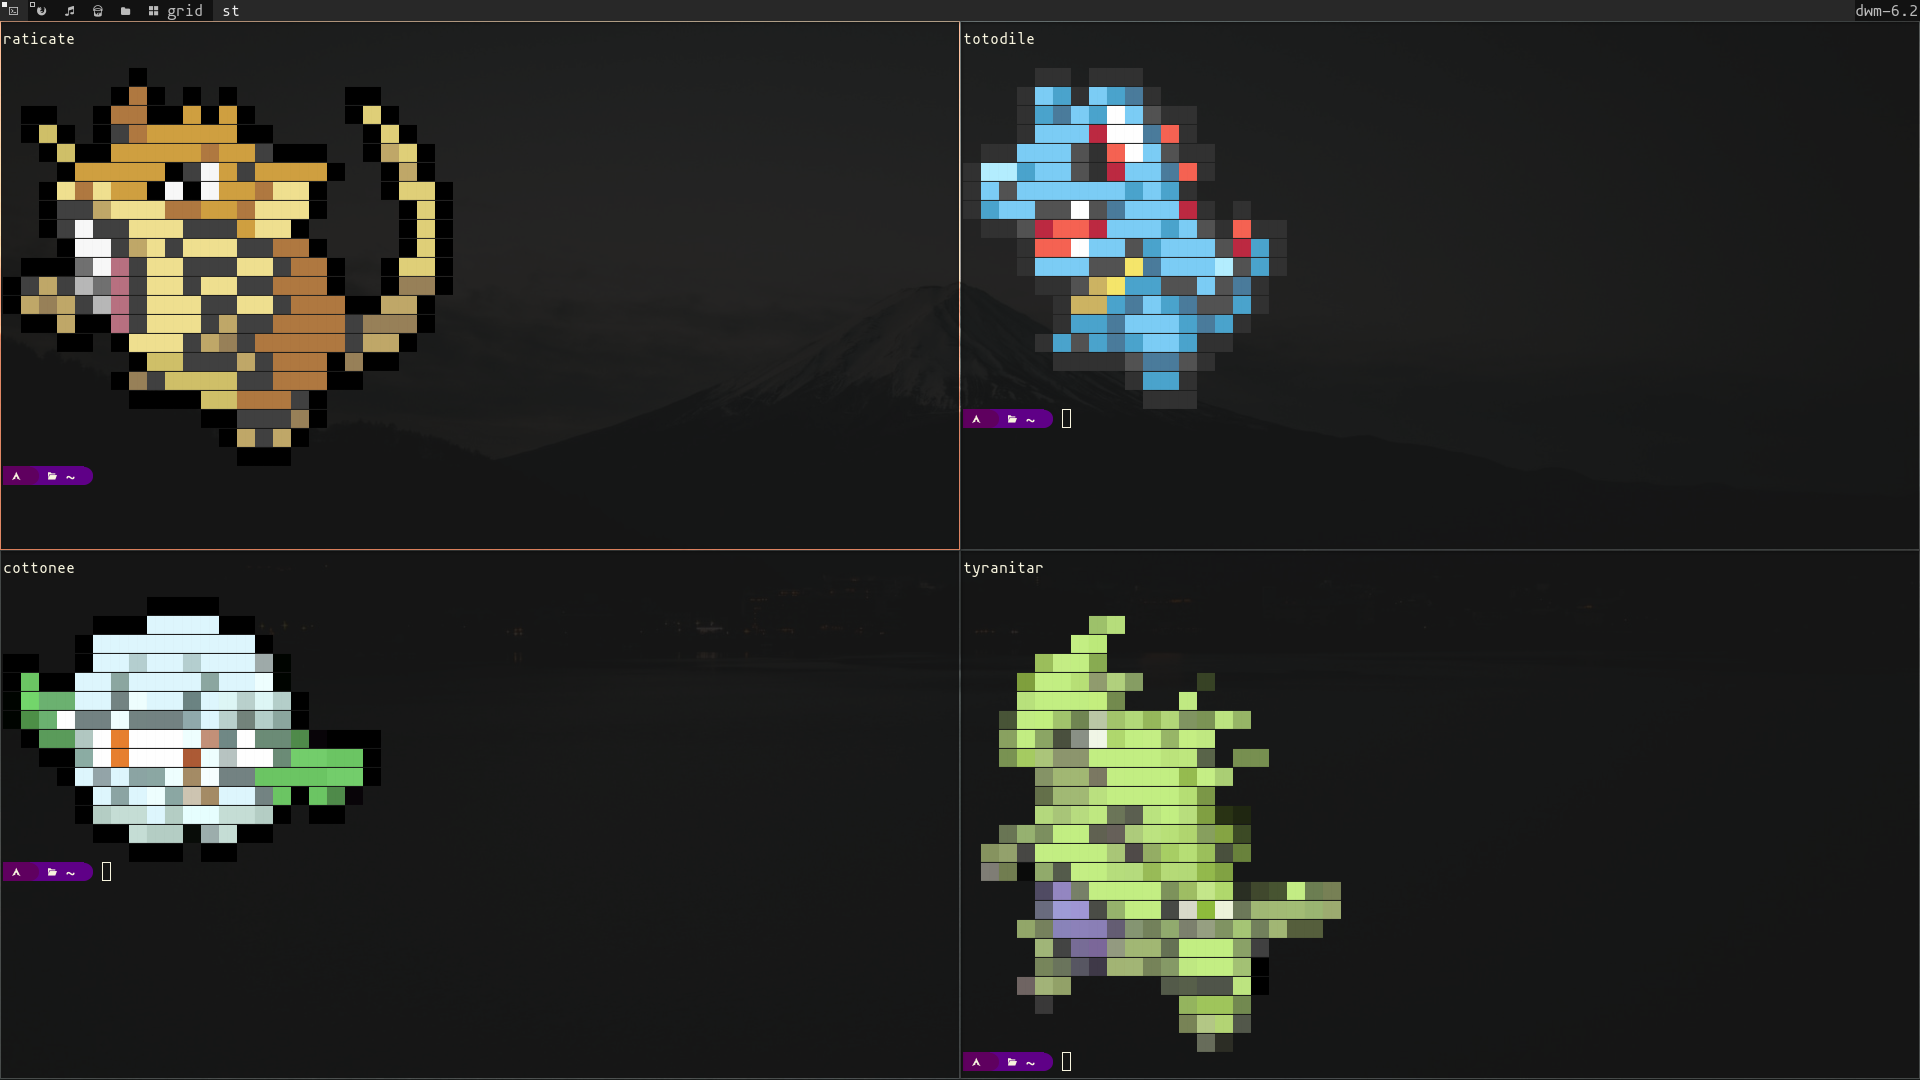 grid st dwm-6.2
raticate
totodile
~
~
cottonee
tyranitar
~
~